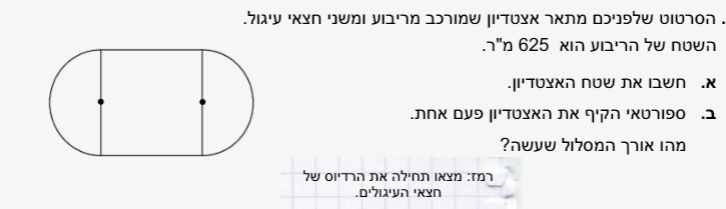 . הסרטוט שלפניכם מתאר אצטדיון שמורכב מריבוע ומשני חצאי עיגול.
השטח של הריבוע הוא 625 מ"ר.
א. חשבו את שטח האצטדיון.
ב. ספורטאי הקיף את האצטדיון פעם אחת.
מהו אורך המסלול שעשה?
רמז: מצאו תחילה את הרדיוס של
חצאי העיגולים.